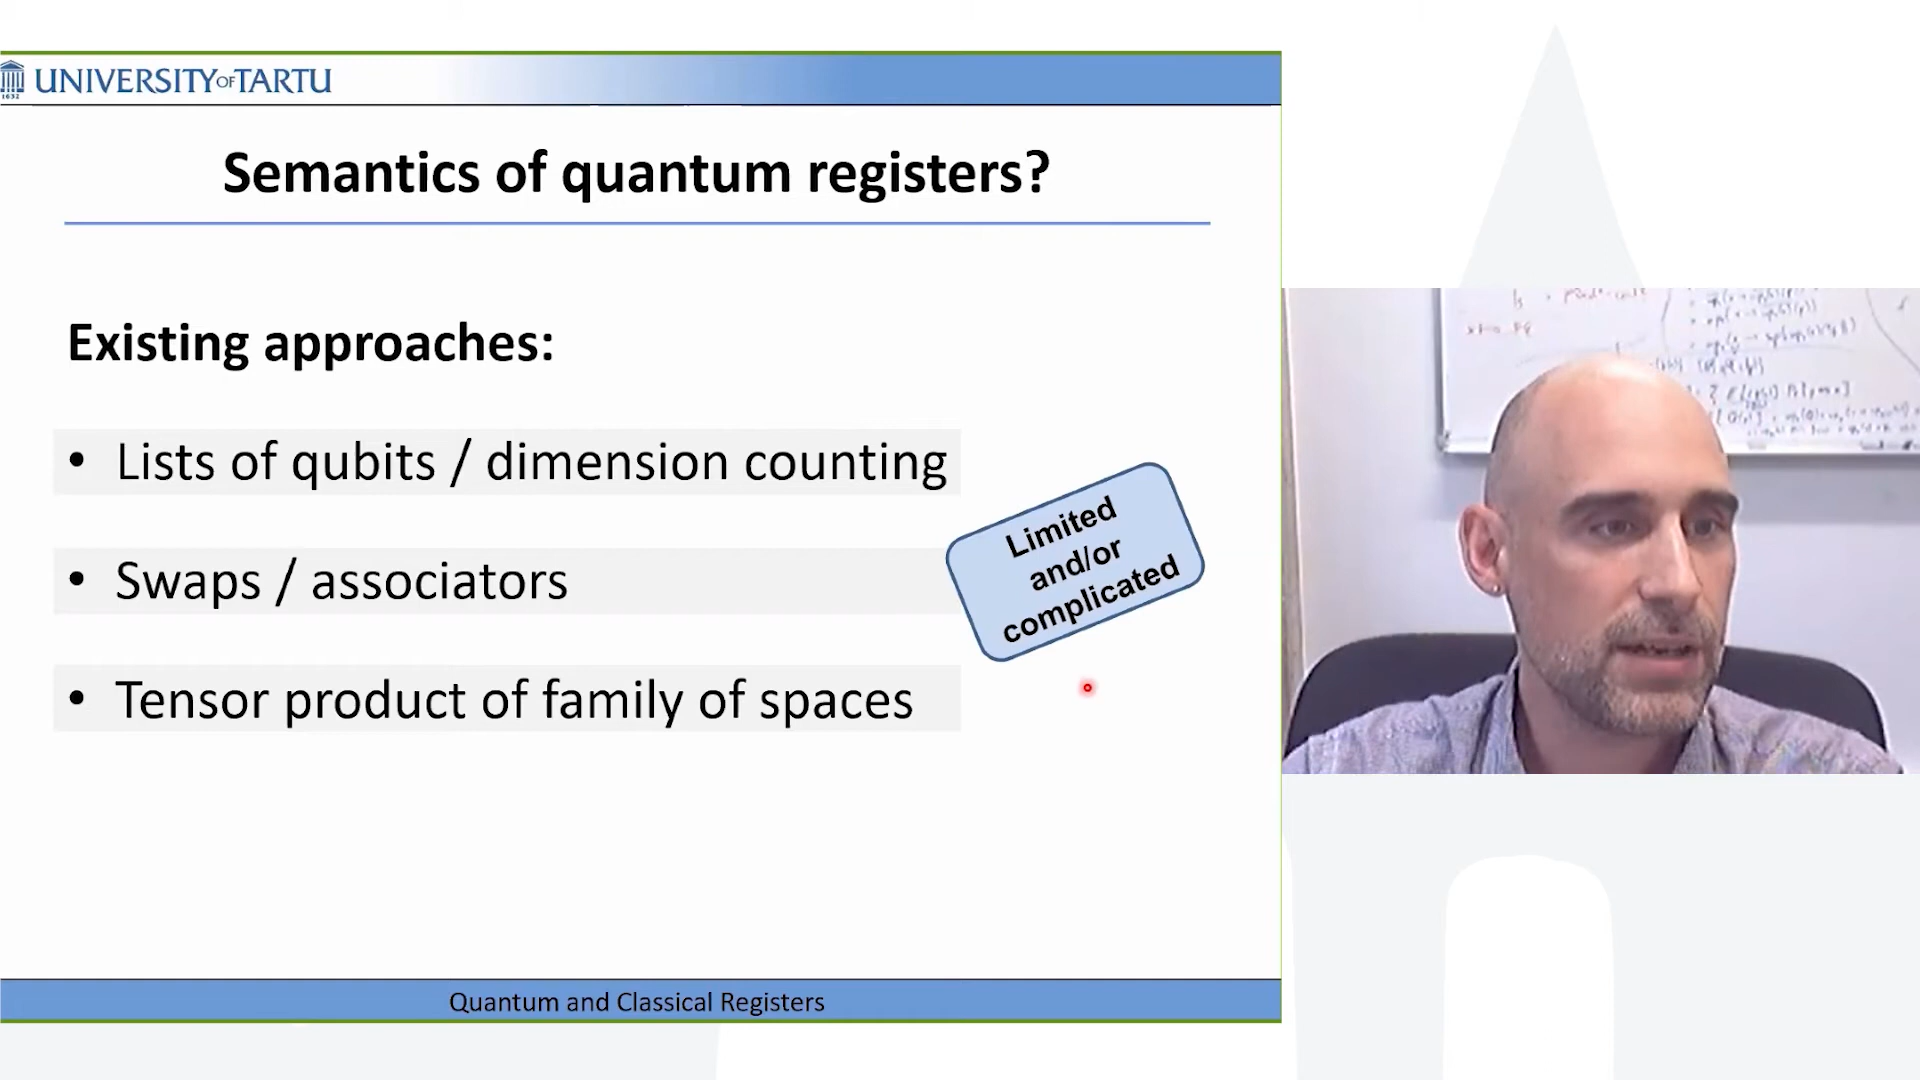 UNIVERSITY OF TARTU
1632
Semantics of quantum registers?
Existing approaches:
• Lists of qubits / dimension counting
• Swaps / associators
• Tensor product of family of spaces
Limited
and/or
complicated
Quantum and Classical Registers